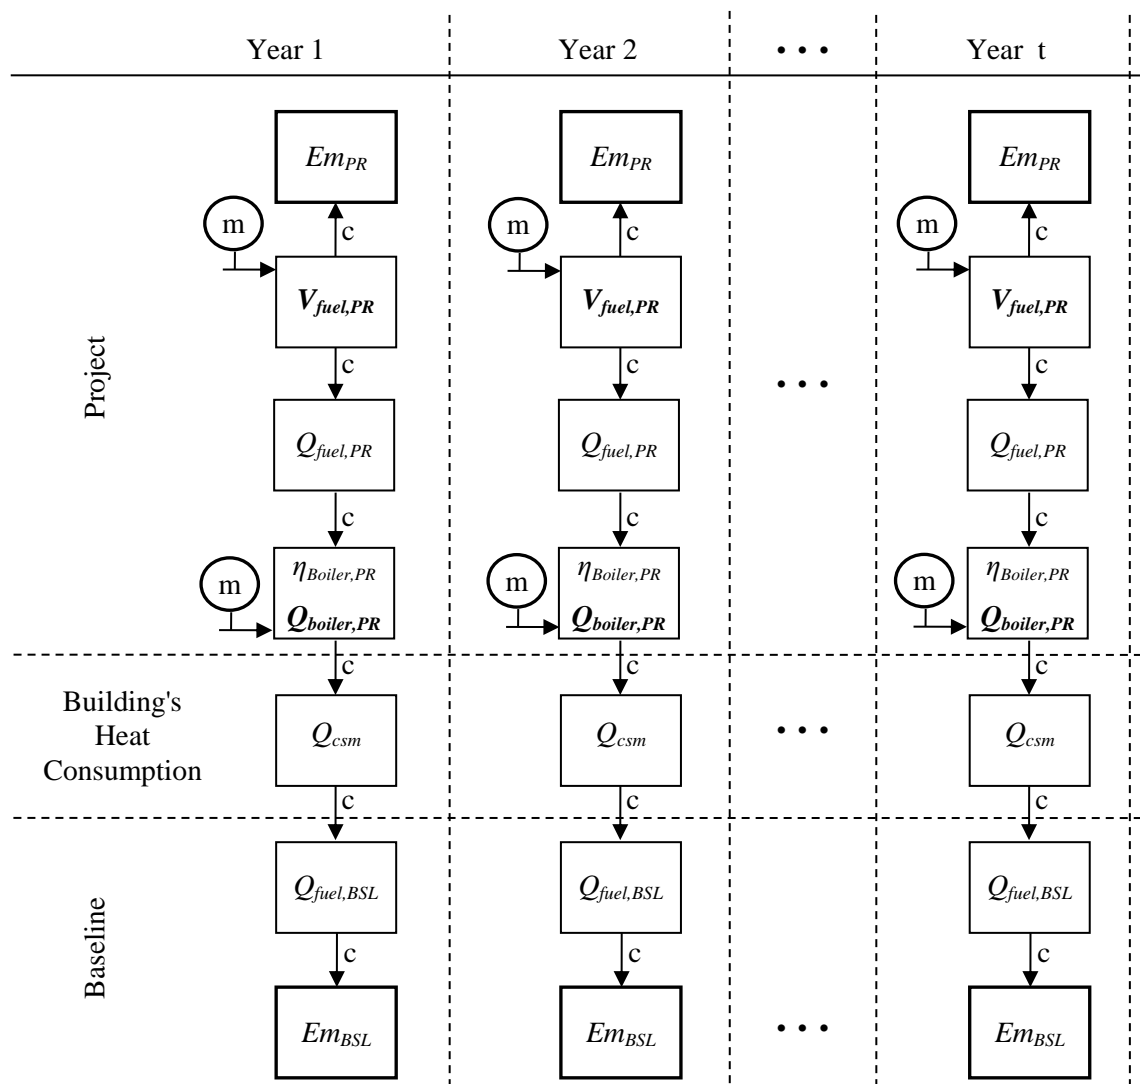 Year 1 Year 2 • • • Year t
Em_PR Em_PR Em_PR
m m m
c c c
V_fuel,PR V_fuel,PR V_fuel,PR
Project
c c c
• • •
Q_fuel,PR Q_fuel,PR Q_fuel,PR
c c c
m m m
η_Boiler,PR η_Boiler,PR η_Boiler,PR
Q_boiler,PR Q_boiler,PR Q_boiler,PR
c c c
Building's
Heat
Consumption
Q_csm Q_csm • • • Q_csm
c c c
Baseline
Q_fuel,BSL Q_fuel,BSL Q_fuel,BSL
c c c
Em_BSL Em_BSL • • • Em_BSL